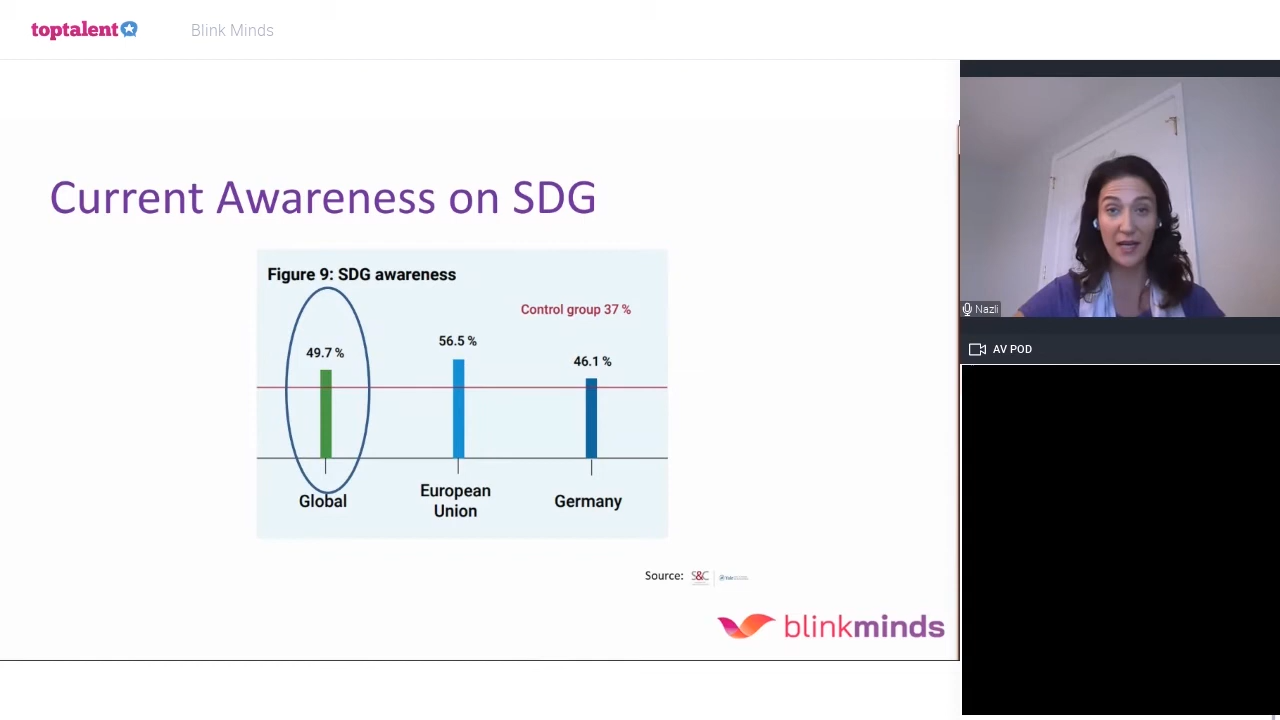 toptalent
Blink Minds
Current Awareness on SDG
Figure 9: SDG awareness
Control group 37 %
49.7 %
56.5 %
46.1 %
Global
European
Union
Germany
Source: S&C
blinkminds
Nazli
AV POD